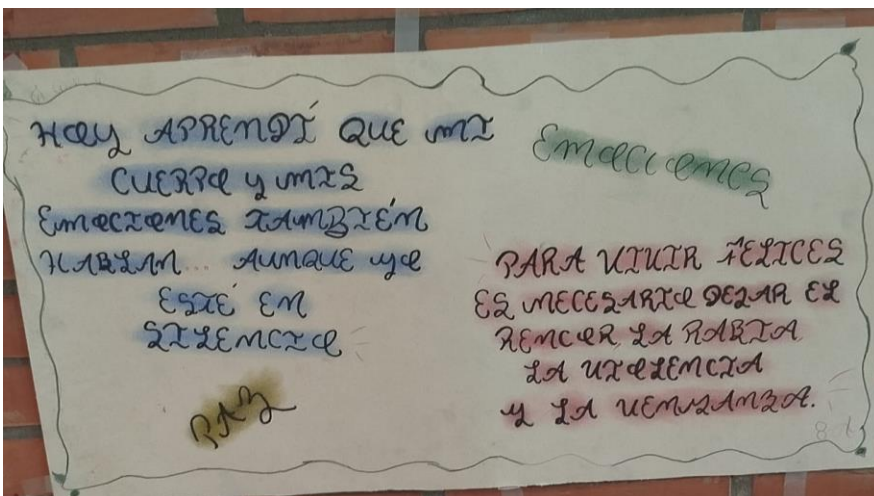 HOY APRENDÍ QUE MI
CUERPO Y MIS
EMOCIONES TAMBIÉN
HABLAN... AUNQUE YO
ESTÉ EN
SILENCIO
PAZ
Emociones
PARA VIVIR FELICES
ES NECESARIO DEJAR EL
RENCOR, LA RABIA
LA VIOLENCIA
Y LA VENGANZA.